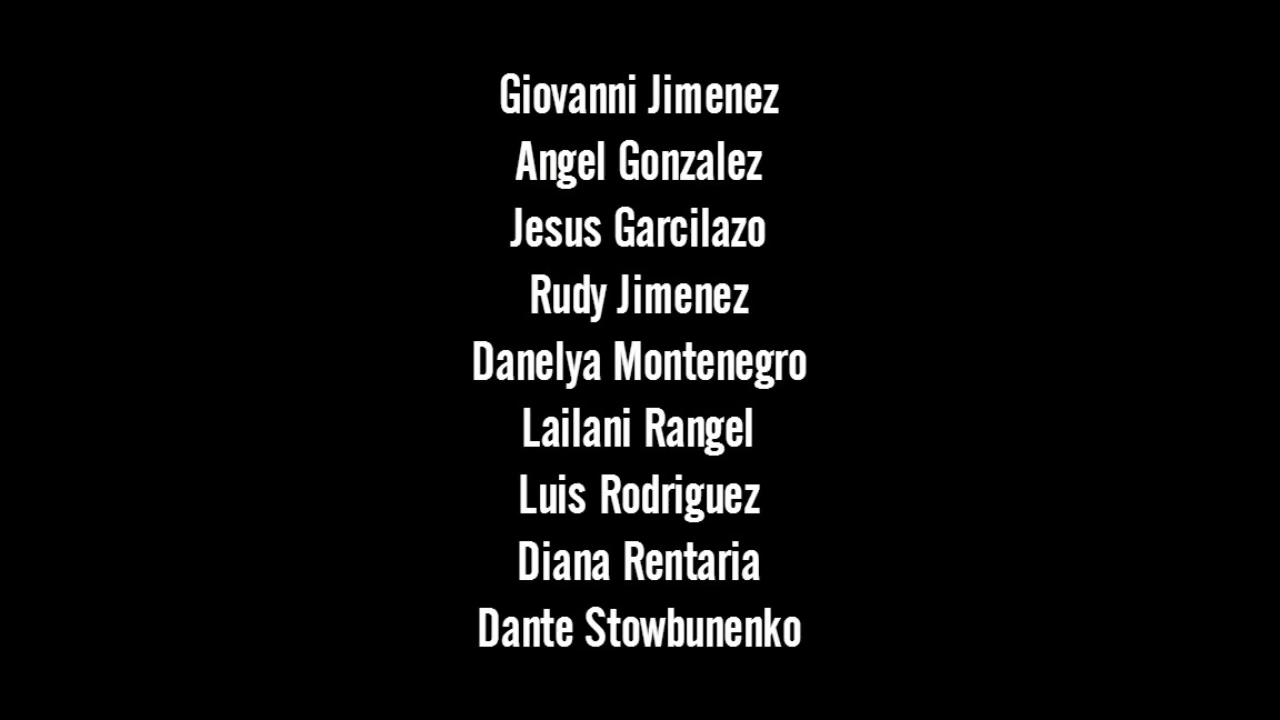 Giovanni Jimenez
Angel Gonzalez
Jesus Garcilazo
Rudy Jimenez
Danelya Montenegro
Lailani Rangel
Luis Rodriguez
Diana Rentaria
Dante Stowbunenko